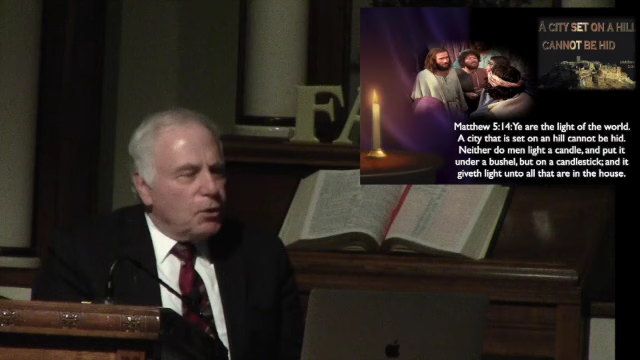 A CITY SET ON A HILL
CANNOT BE HID
FA
Matthew 5:14: Ye are the light of the world.
A city that is set on an hill cannot be hid.
Neither do men light a candle, and put it
under a bushel, but on a candlestick; and it
giveth light unto all that are in the house.